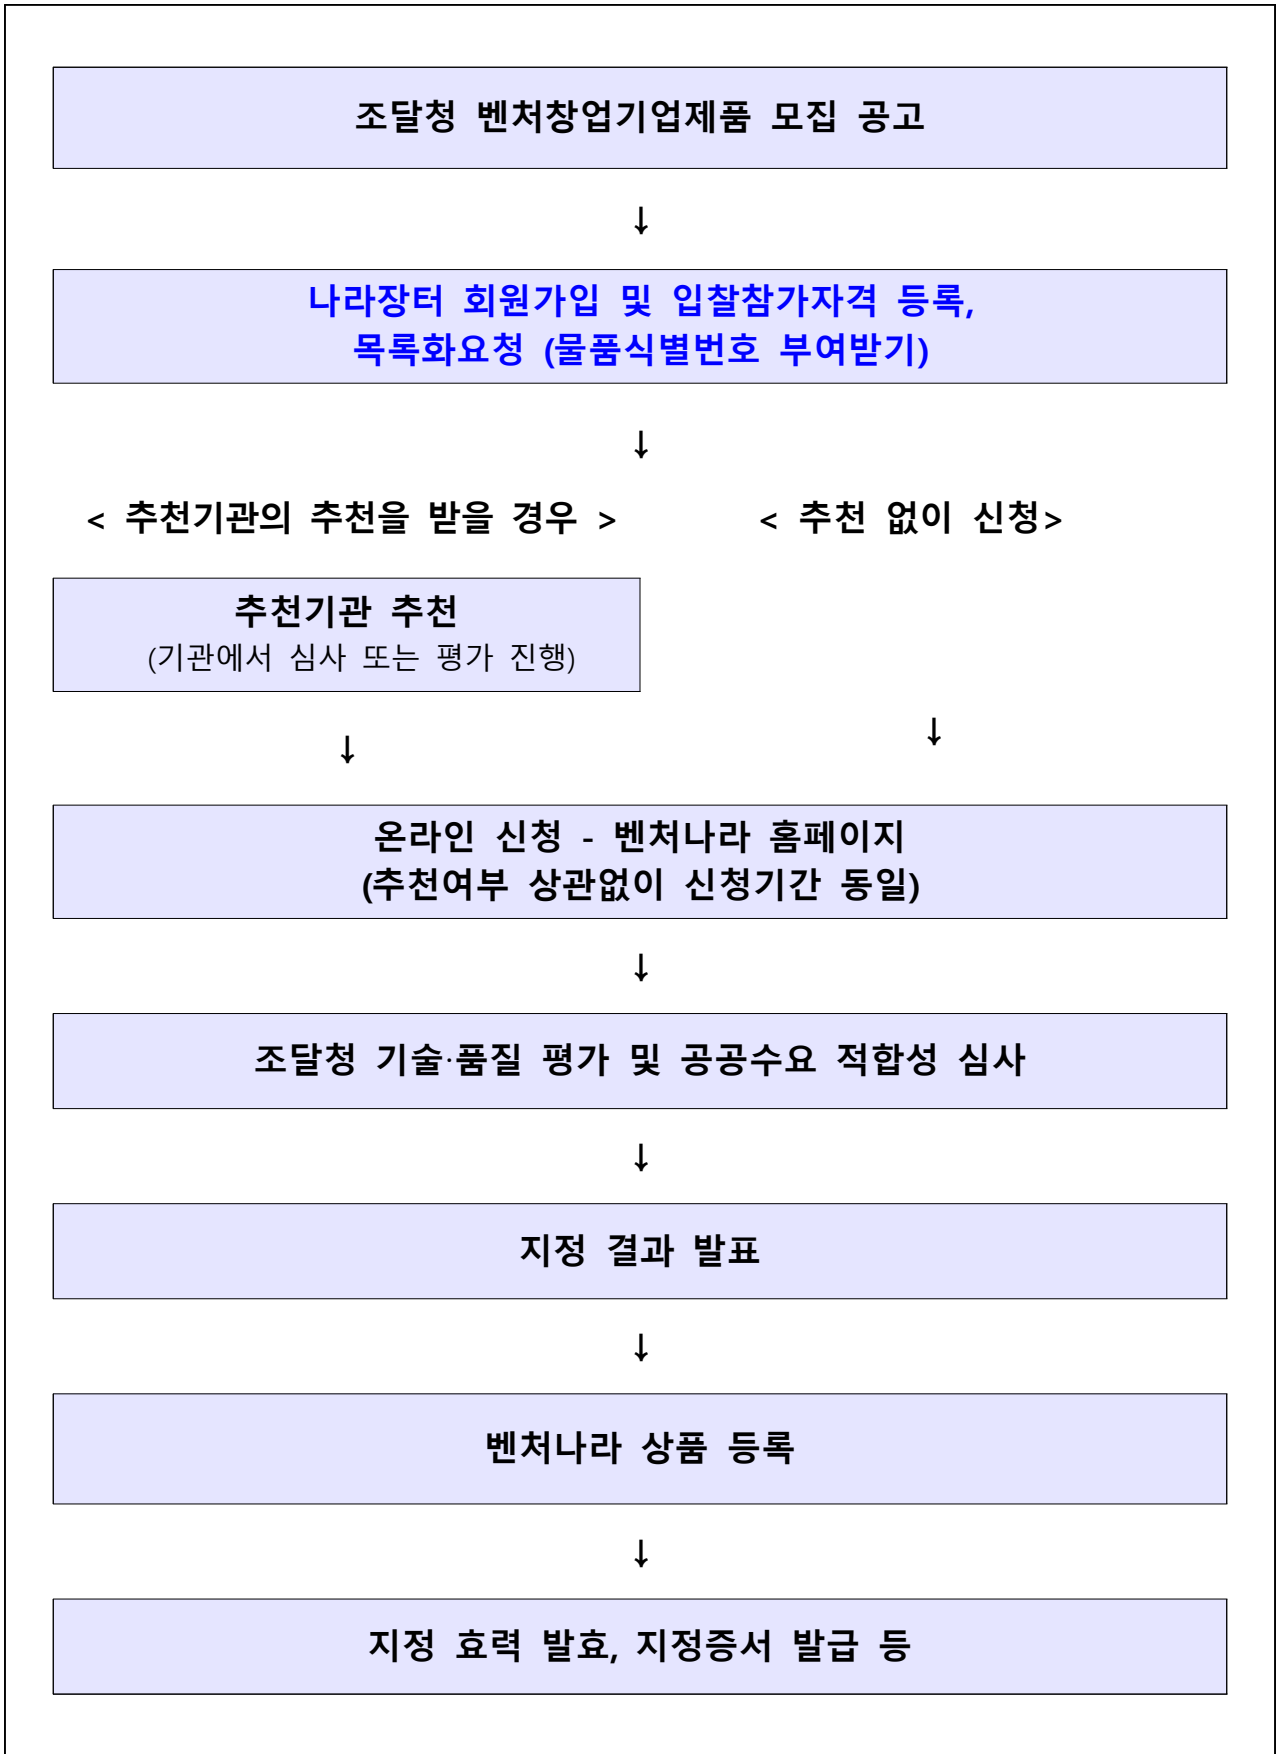 조달청 벤처창업기업제품 모집 공고
↓
나라장터 회원가입 및 입찰참가자격 등록,
목록화요청 (물품식별번호 부여받기)
↓
< 추천기관의 추천을 받을 경우 >
< 추천 없이 신청>
추천기관 추천
(기관에서 심사 또는 평가 진행)
↓
↓
온라인 신청 - 벤처나라 홈페이지
(추천여부 상관없이 신청기간 동일)
↓
조달청 기술·품질 평가 및 공공수요 적합성 심사
↓
지정 결과 발표
↓
벤처나라 상품 등록
↓
지정 효력 발효, 지정증서 발급 등